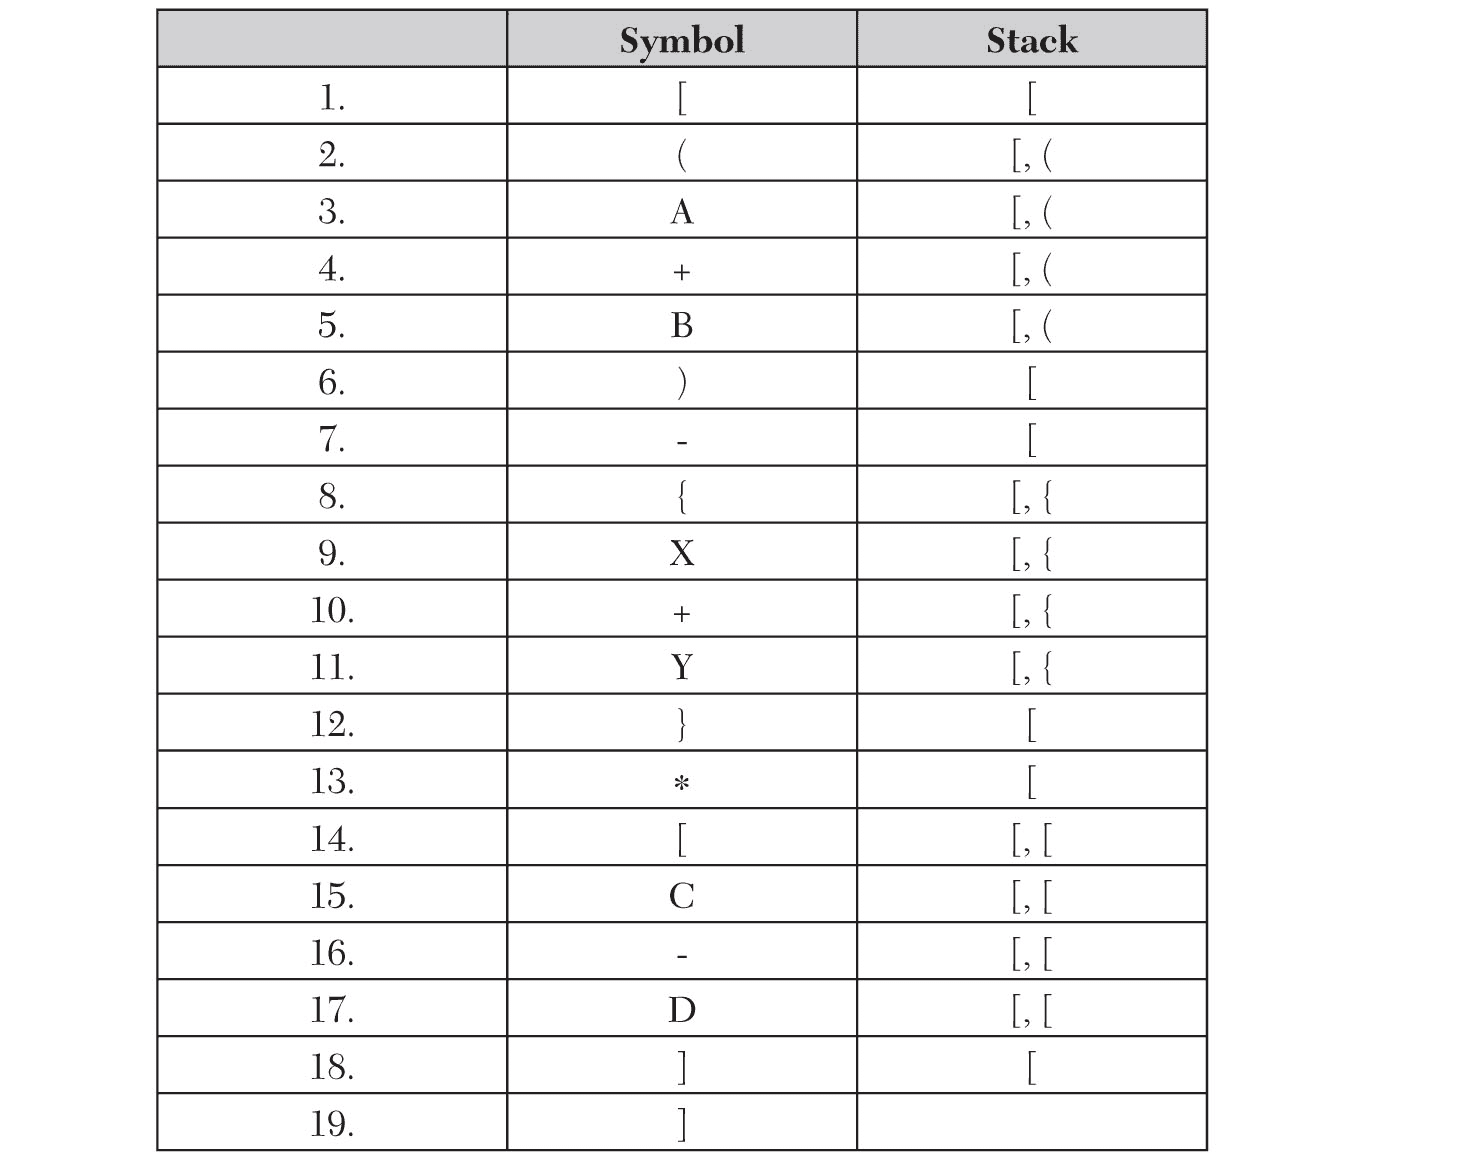 Symbol Stack
1. [ [
2. ( [, (
3. A [, (
4. + [, (
5. B [, (
6. ) [
7. - [
8. { [, {
9. X [, {
10. + [, {
11. Y [, {
12. } [
13. * [
14. [ [, [
15. C [, [
16. - [, [
17. D [, [
18. ] [
19. ]